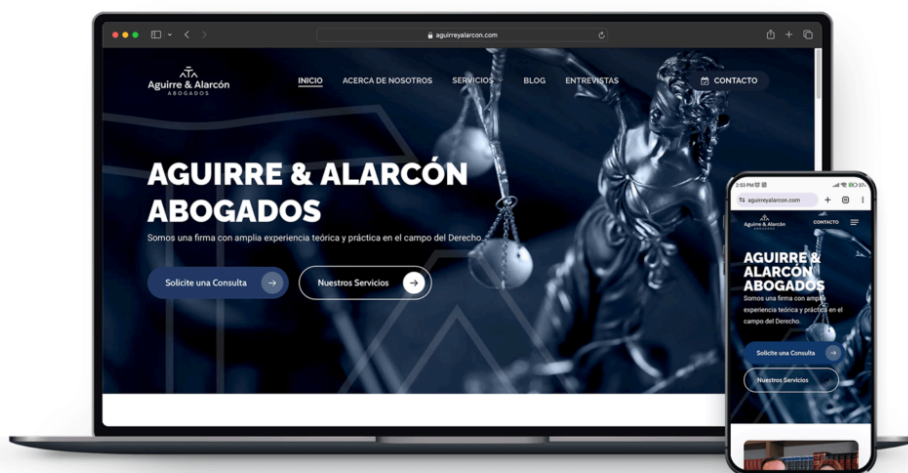 aguirreyalarcon.com
Aguirre & Alarcón
ABOGADOS
INICIO ACERCA DE NOSOTROS SERVICIOS BLOG ENTREVISTAS CONTACTO
AGUIRRE & ALARCÓN
ABOGADOS
Somos una firma con amplia experiencia teórica y práctica en el campo del Derecho.
Solicite una Consulta
Nuestros Servicios
aguirreyalarcon.com
Aguirre & Alarcón
ABOGADOS
CONTACTO
AGUIRRE &
ALARCÓN
ABOGADOS
Somos una firma con amplia
experiencia teórica y práctica en el
campo del Derecho.
Solicite una Consulta
Nuestros Servicios